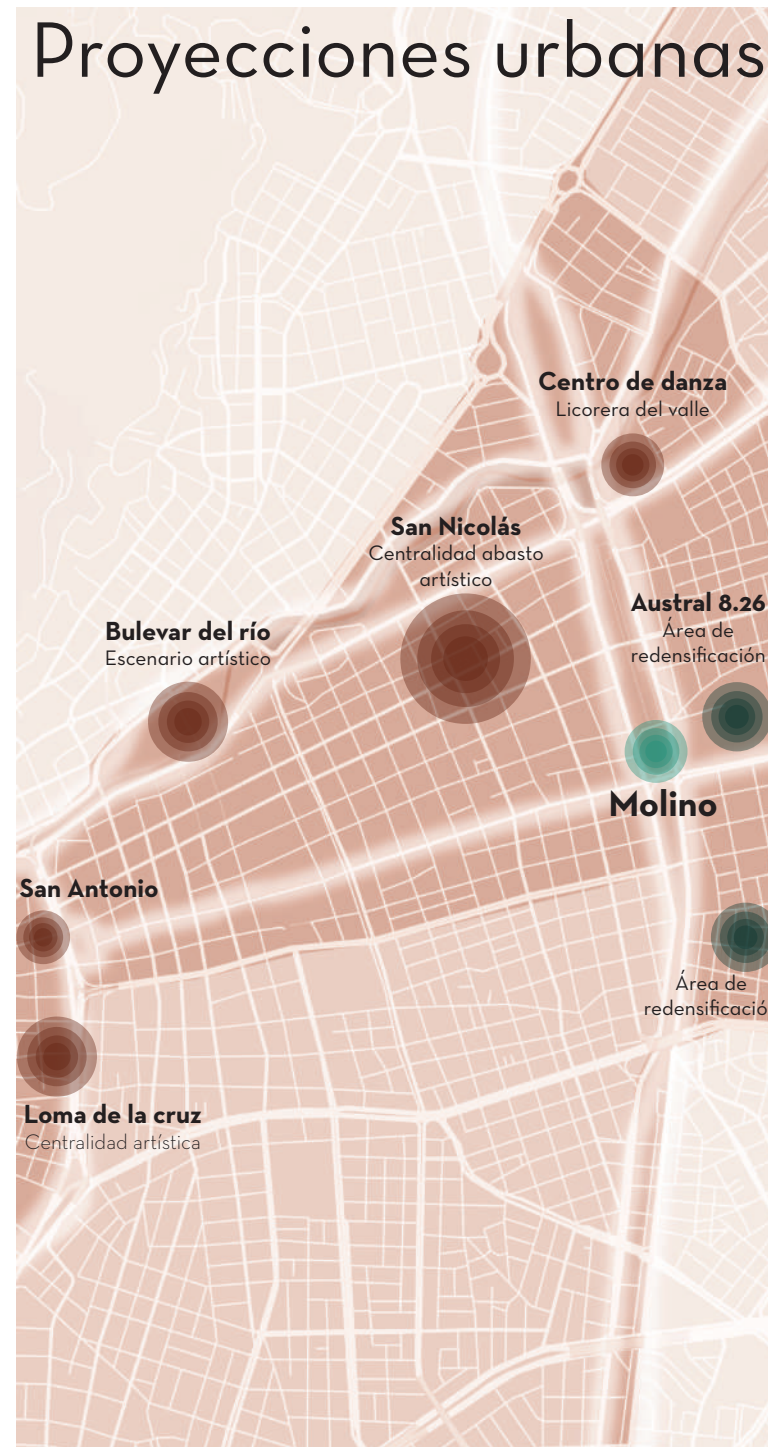 Proyecciones urbanas
Centro de danza
Licorera del valle
San Nicolás
Centralidad abasto
artístico
Austral 8.26
Área de
redensificación
Bulevar del río
Escenario artístico
Molino
San Antonio
Área de
redensificació
Loma de la cruz
Centralidad artística